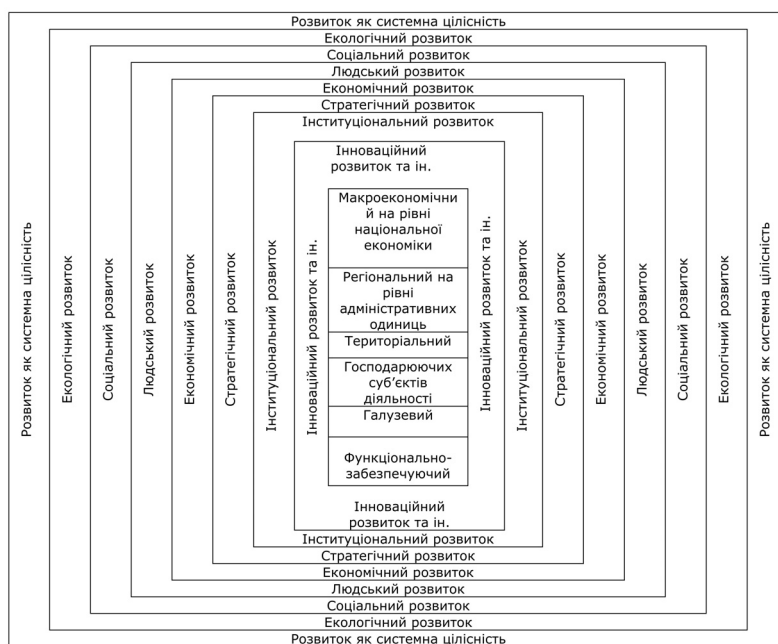 Розвиток як системна цілісність
Екологічний розвиток
Соціальний розвиток
Людський розвиток
Економічний розвиток
Стратегічний розвиток
Інституціональний розвиток
Інноваційний
розвиток та ін.
Розвиток як системна цілісність
Екологічний розвиток
Соціальний розвиток
Людський розвиток
Економічний розвиток
Стратегічний розвиток
Інституціональний розвиток
Інноваційний розвиток та ін.
Макроекономічни
й на рівні
національної
економіки
Регіональний на
рівні
адміністративних
одиниць
Територіальний
Господарюючих
суб’єктів
діяльності
Галузевий
Функціонально-
забезпечуючий
Інноваційний розвиток та ін.
Інституціональний розвиток
Стратегічний розвиток
Економічний розвиток
Людський розвиток
Соціальний розвиток
Екологічний розвиток
Розвиток як системна цілісність
Інноваційний
розвиток та ін.
Інституціональний розвиток
Стратегічний розвиток
Економічний розвиток
Людський розвиток
Соціальний розвиток
Екологічний розвиток
Розвиток як системна цілісність